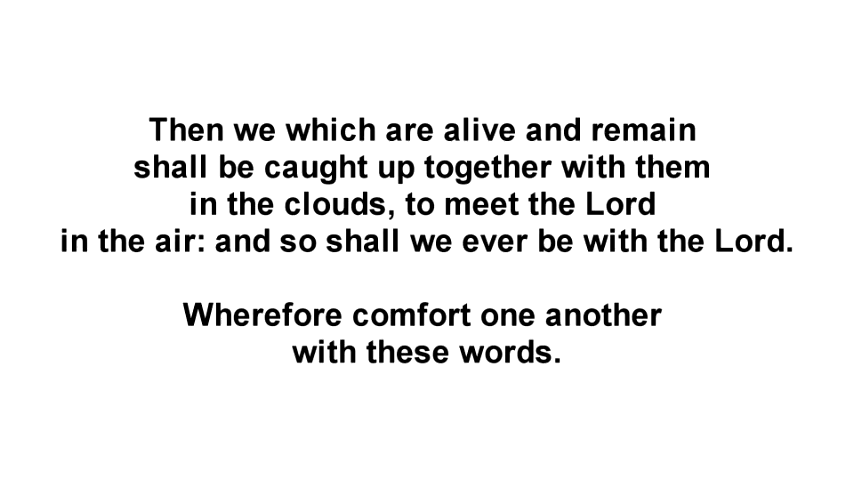 Then we which are alive and remain
shall be caught up together with them
in the clouds, to meet the Lord
in the air: and so shall we ever be with the Lord.
Wherefore comfort one another
with these words.